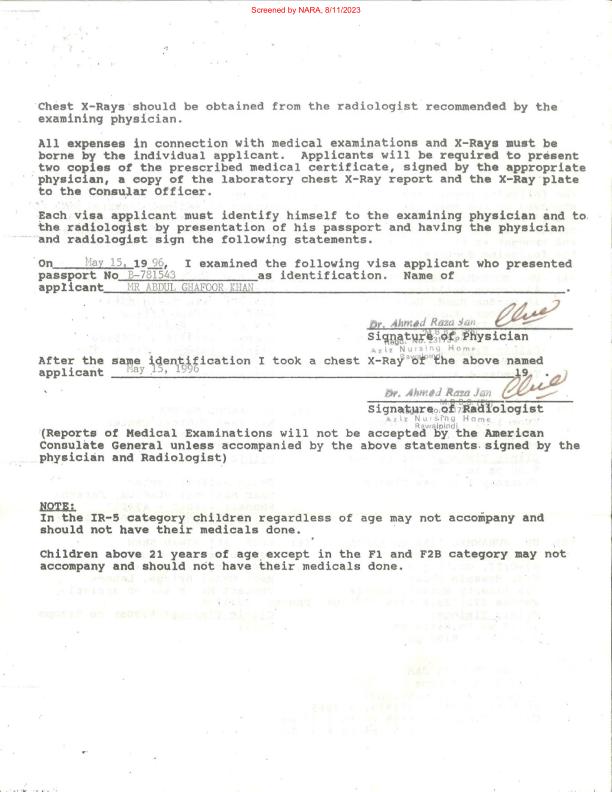 Screened by NARA, 8/11/2023
Chest X-Rays should be obtained from the radiologist recommended by the
examining physician.
All expenses in connection with medical examinations and X-Rays must be
borne by the individual applicant. Applicants will be required to present
two copies of the prescribed medical certificate, signed by the appropriate
physician, a copy of the laboratory chest X-Ray report and the X-Ray plate
to the Consular Officer.
Each visa applicant must identify himself to the examining physician and to
the radiologist by presentation of his passport and having the physician
and radiologist sign the following statements.
On May 15, 19 96, I examined the following visa applicant who presented
passport No B-781543 as identification. Name of
applicant MR ABDUL GHAFOOR KHAN.
Dr. Ahmed Raza Jan
Signature of Physician
Aziz Nursing Home
Rawalpindi
After the same identification I took a chest X-Ray of the above named
applicant May 15, 1996 19
Dr. Ahmed Raza Jan
Signature of Radiologist
Aziz Nursing Home
Rawalpindi
(Reports of Medical Examinations will not be accepted by the American
Consulate General unless accompanied by the above statements signed by the
physician and Radiologist)
NOTE:
In the IR-5 category children regardless of age may not accompany and
should not have their medicals done.
Children above 21 years of age except in the F1 and F2B category may not
accompany and should not have their medicals done.